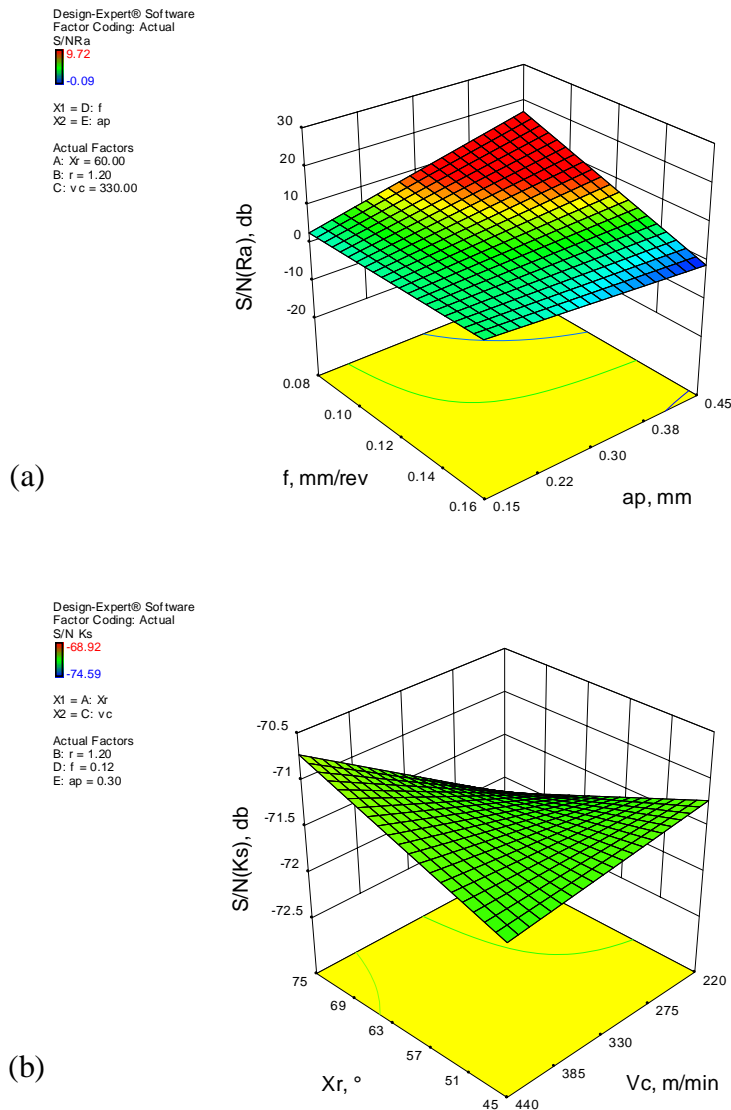 Design-Expert® Software
Factor Coding: Actual
S/NRa
9.72
-0.09
X1 = D: f
X2 = E: ap
Actual Factors
A: Xr = 60.00
B: r = 1.20
C: vc = 330.00
30
20
10
0
-10
-20
S/N(Ra), db
0.08
0.10
0.12
0.14
0.16
f, mm/rev
0.15
0.22
0.30
0.38
0.45
ap, mm
(a)
Design-Expert® Software
Factor Coding: Actual
S/N Ks
-68.92
-74.59
X1 = A: Xr
X2 = C: vc
Actual Factors
B: r = 1.20
D: f = 0.12
E: ap = 0.30
-70.5
-71
-71.5
-72
-72.5
S/N(Ks), db
75
69
63
57
51
45
Xr, °
440
385
330
275
220
Vc, m/min
(b)